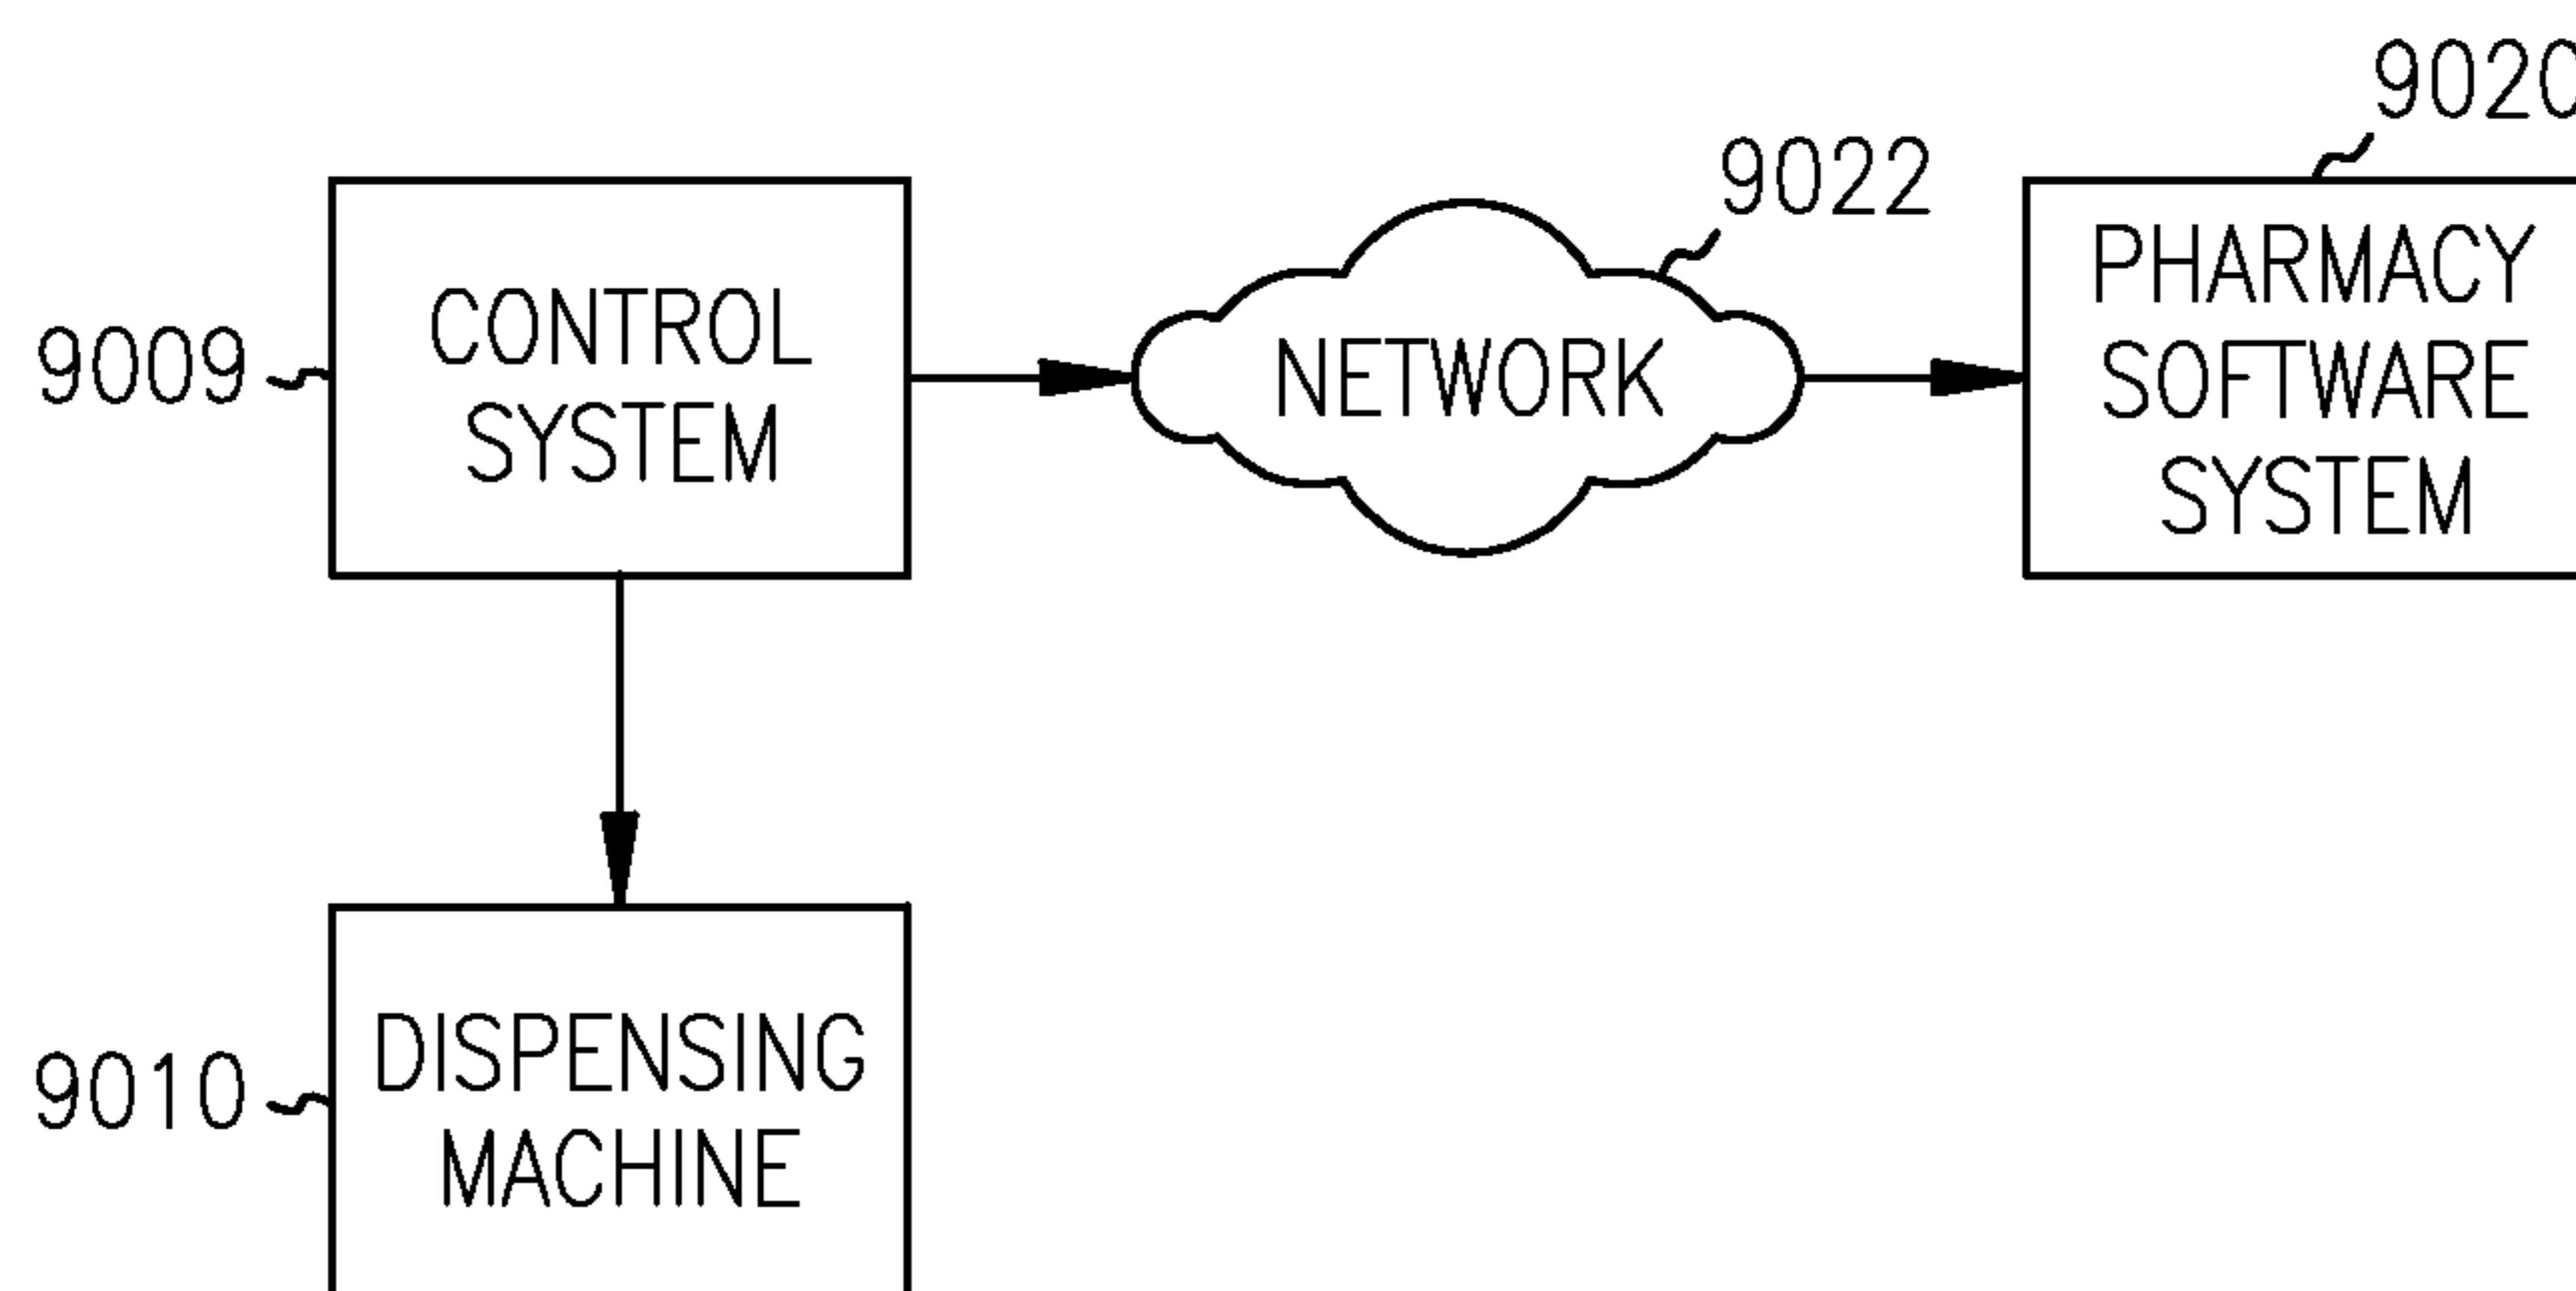 9020
9022
PHARMACY
SOFTWARE
SYSTEM
CONTROL
SYSTEM
9009
NETWORK
DISPENSING
MACHINE
9010